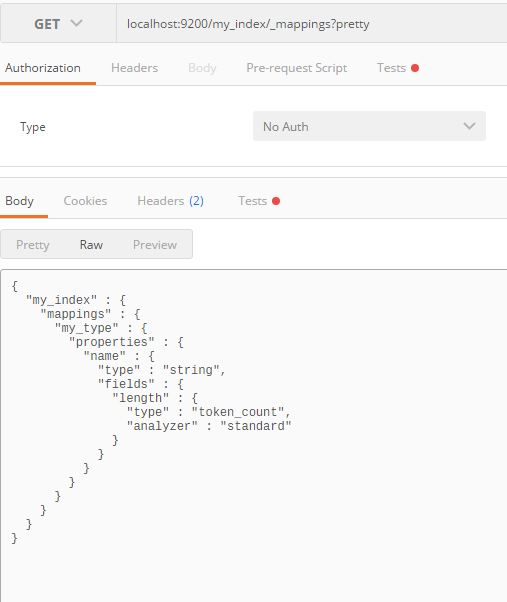 GET localhost:9200/my_index/_mappings?pretty
Authorization Headers Body Pre-request Script Tests
Type No Auth
Body Cookies Headers (2) Tests
Pretty Raw Preview
{
  "my_index" : {
    "mappings" : {
      "my_type" : {
        "properties" : {
          "name" : {
            "type" : "string",
            "fields" : {
              "length" : {
                "type" : "token_count",
                "analyzer" : "standard"
              }
            }
          }
        }
      }
    }
  }
}